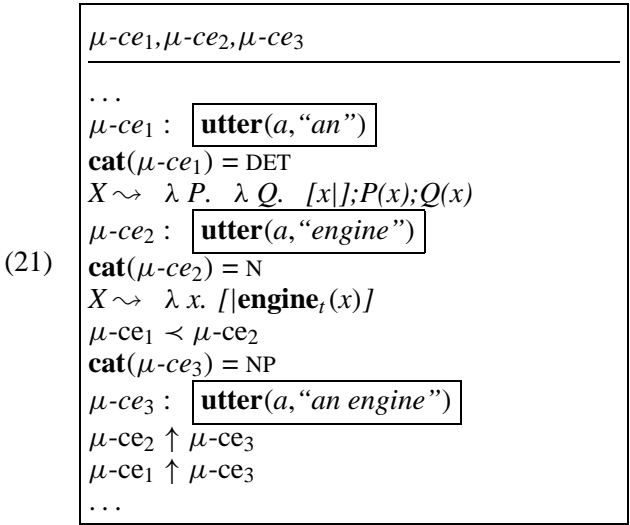 μ-ce₁,μ-ce₂,μ-ce₃
...
μ-ce₁ : utter(a,“an”)
cat(μ-ce₁) = DET
X⇝ λ P. λ Q. [x|];P(x);Q(x)
μ-ce₂ : utter(a,“engine”)
(21)
cat(μ-ce₂) = N
X⇝ λ x. [|engineₜ(x)]
μ-ce₁ ≺ μ-ce₂
cat(μ-ce₃) = NP
μ-ce₃ : utter(a,“an engine”)
μ-ce₂ ↑ μ-ce₃
μ-ce₁ ↑ μ-ce₃
...